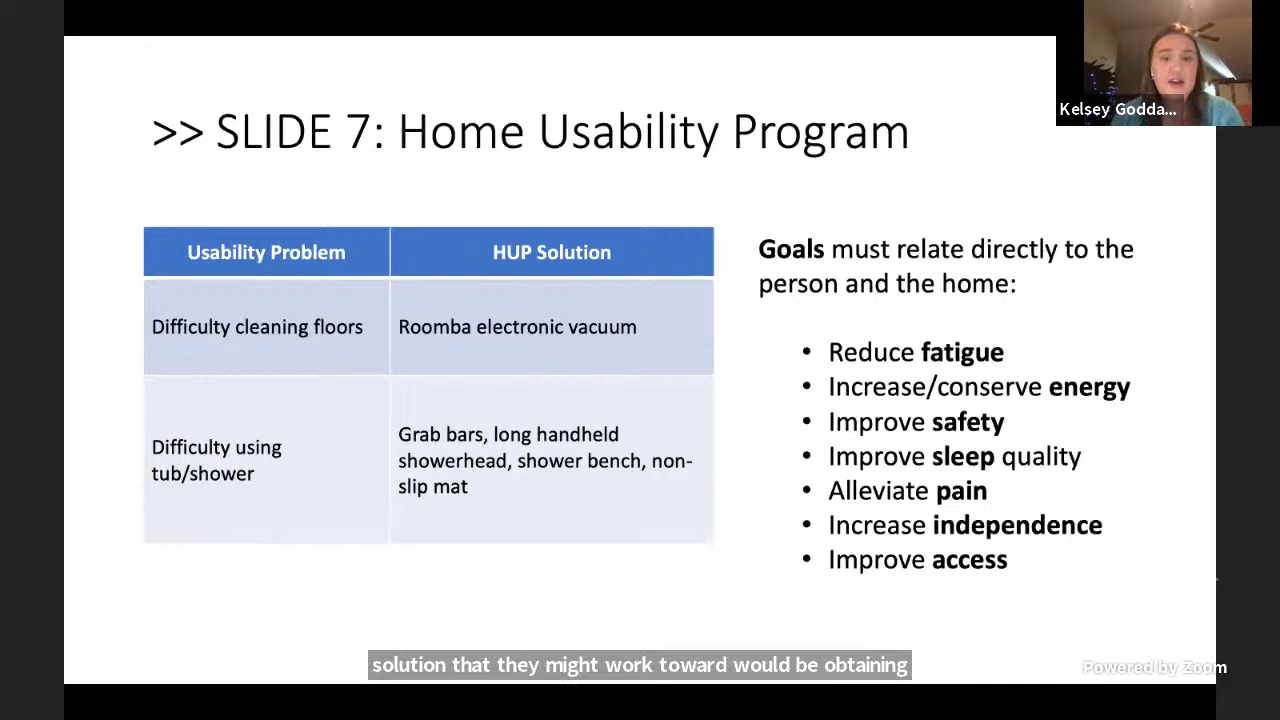 Kelsey Godda...
>> SLIDE 7: Home Usability Program
Usability Problem
HUP Solution
Difficulty cleaning floors
Roomba electronic vacuum
Difficulty using
tub/shower
Grab bars, long handheld
showerhead, shower bench, non-
slip mat
Goals must relate directly to the
person and the home:
• Reduce fatigue
• Increase/conserve energy
• Improve safety
• Improve sleep quality
• Alleviate pain
• Increase independence
• Improve access
solution that they might work toward would be obtaining
Powered by Zoom